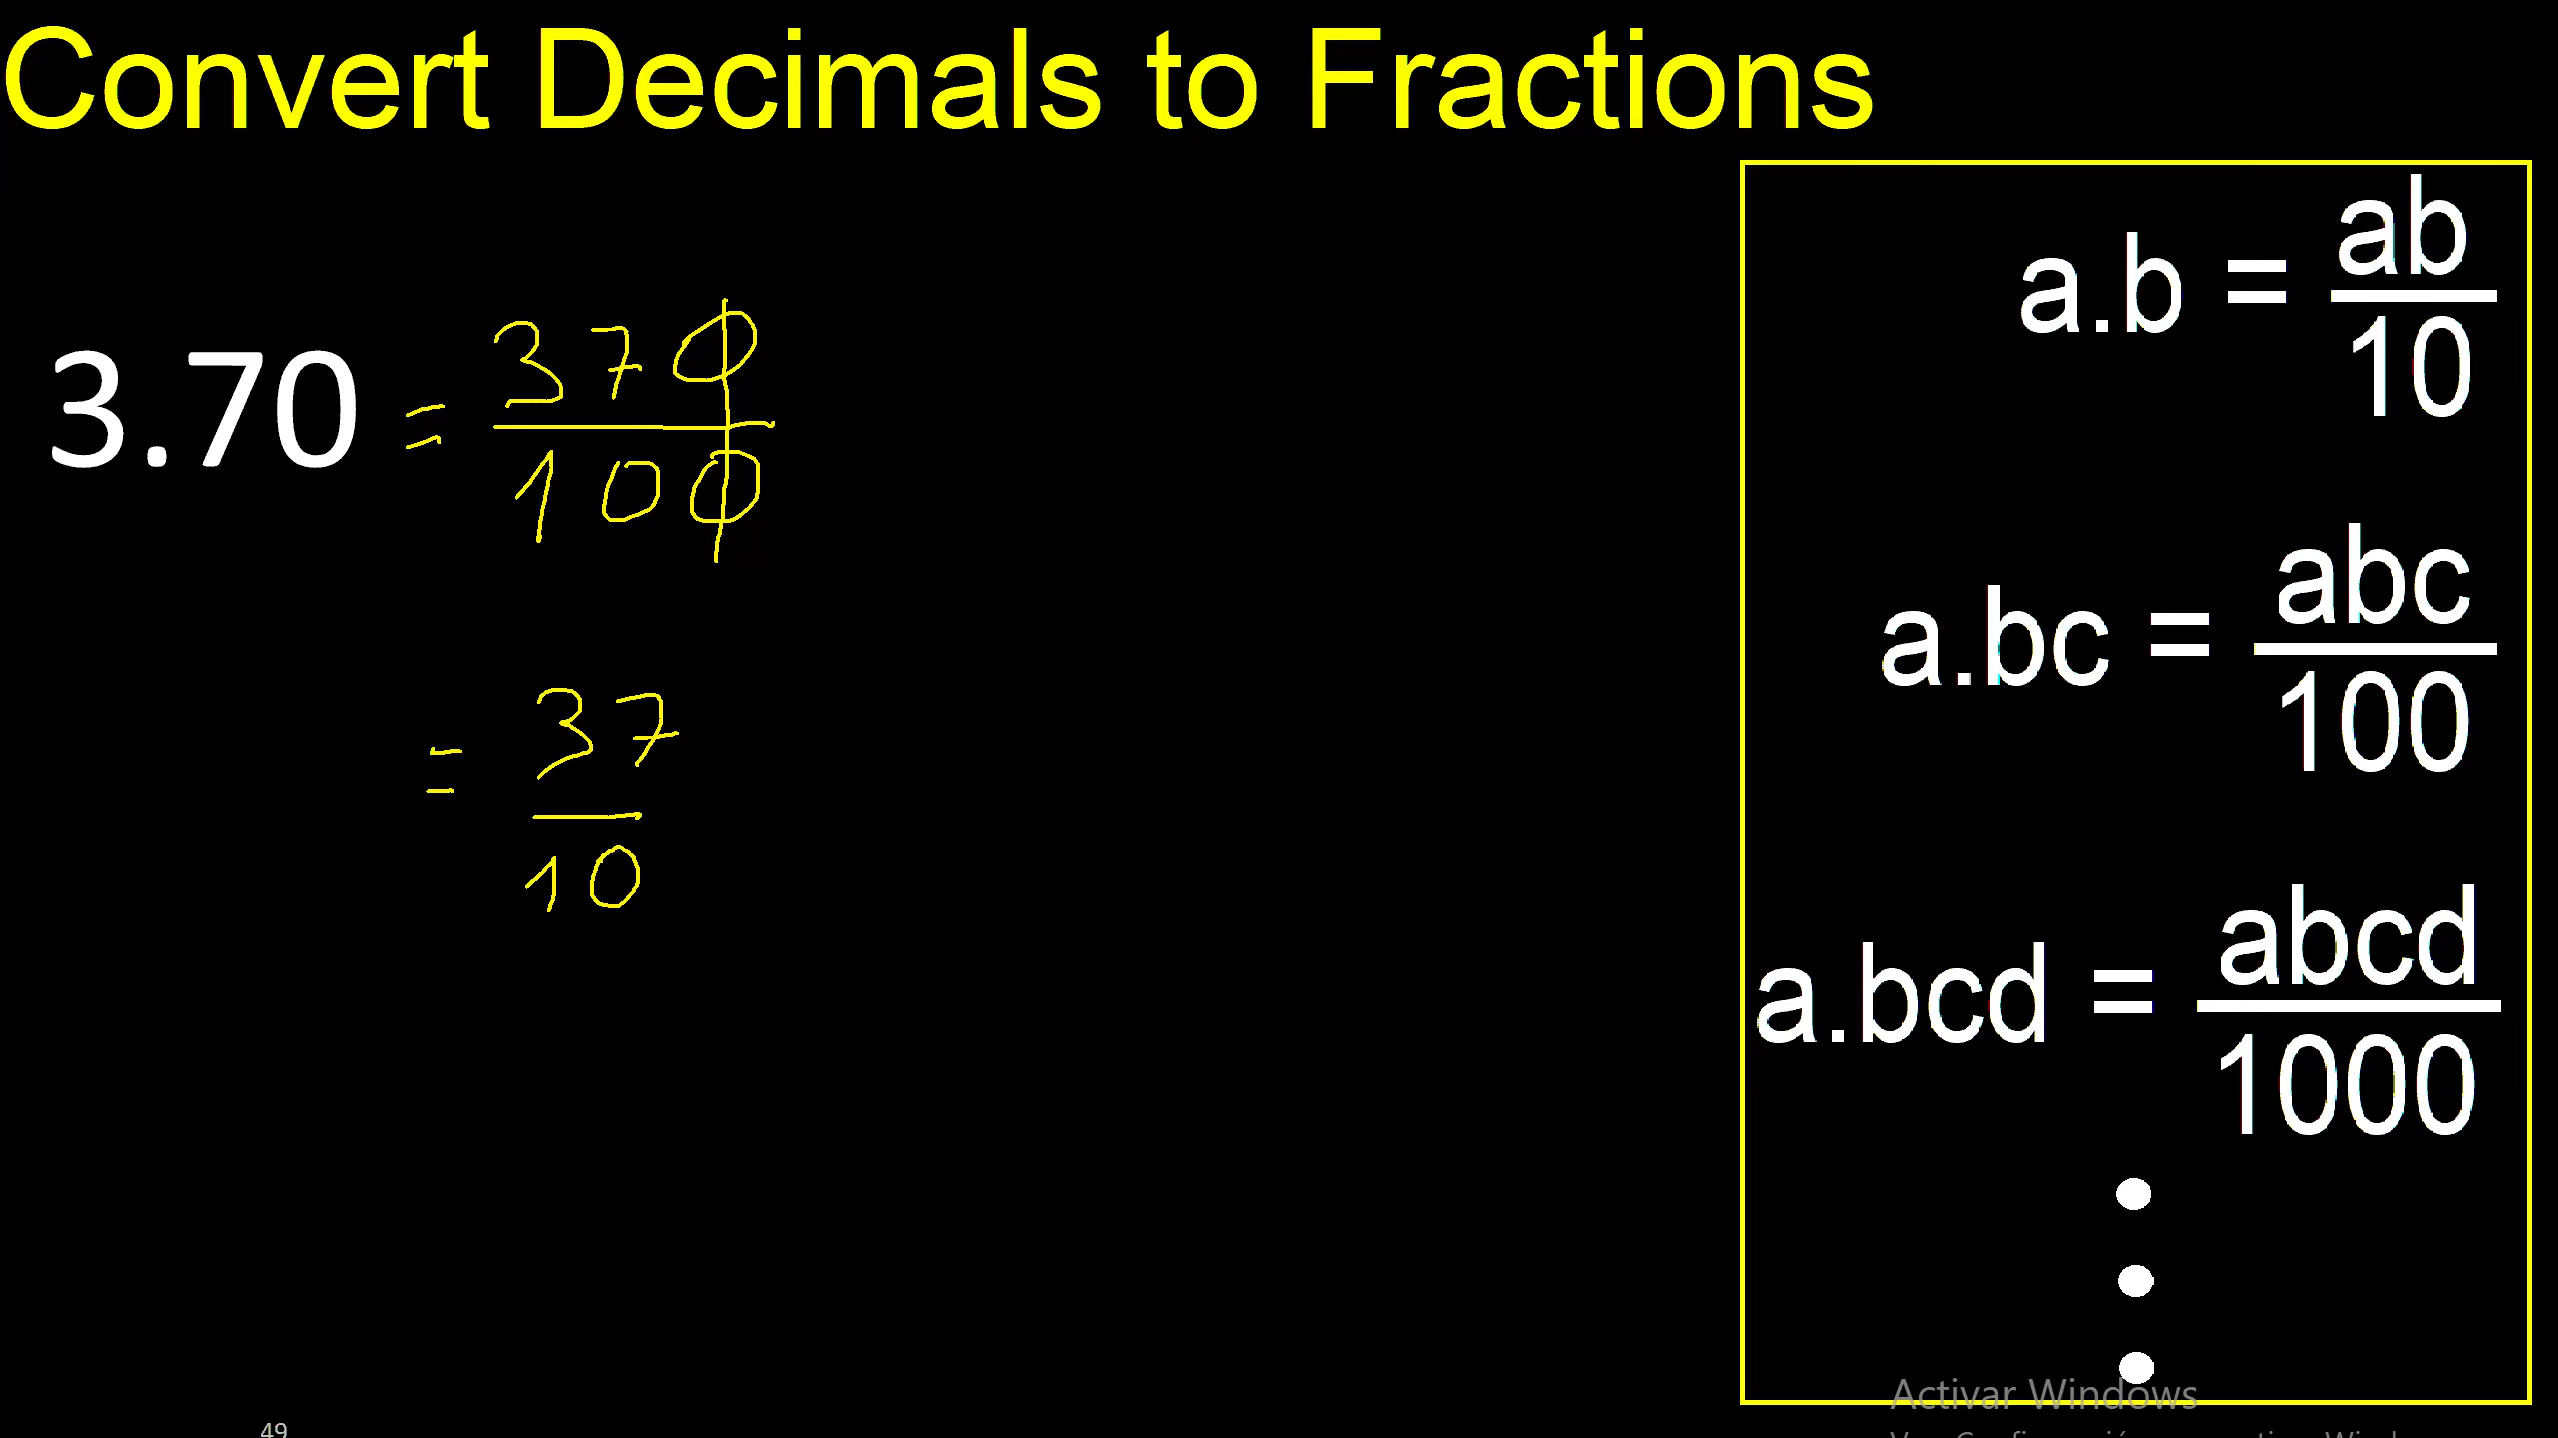 Convert Decimals to Fractions
3.70 = 370/100
= 37/10
a.b = ab/10
a.bc = abc/100
a.bcd = abcd/1000
Activar Windows
49